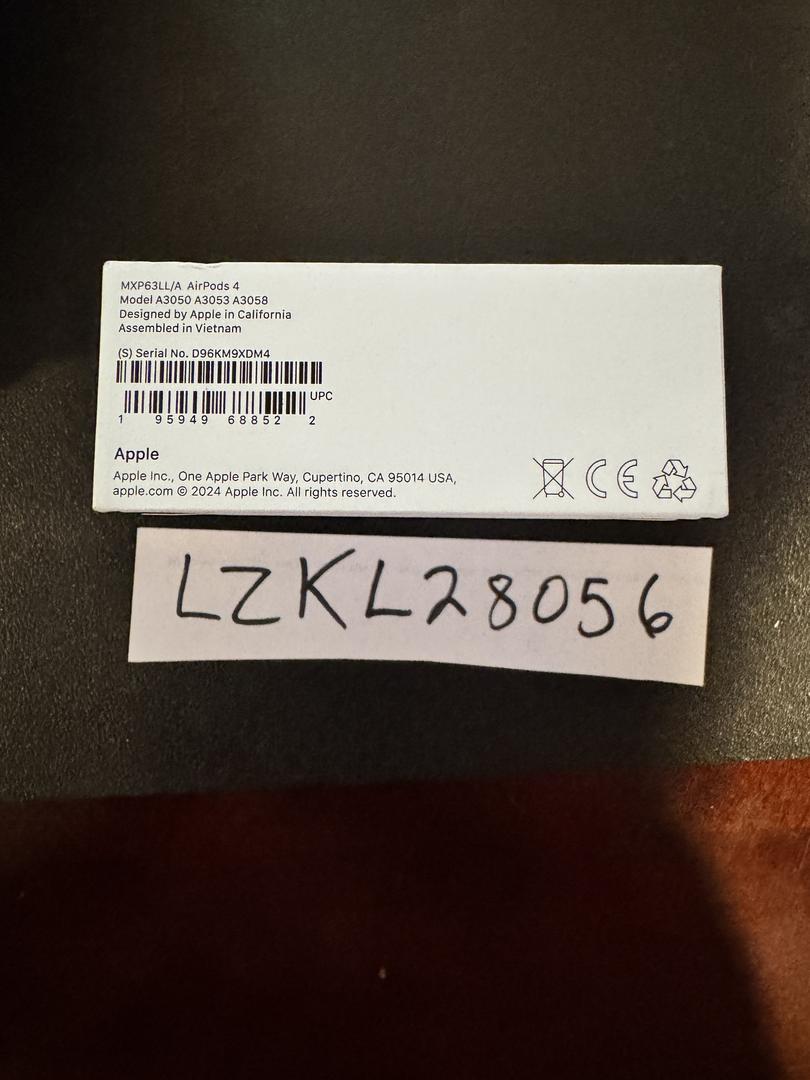 MXP63LL/A AirPods 4
Model A3050 A3053 A3058
Designed by Apple in California
Assembled in Vietnam
(S) Serial No. D96KM9XDM4
UPC
1 95949 68852 2
Apple
Apple Inc., One Apple Park Way, Cupertino, CA 95014 USA,
apple.com © 2024 Apple Inc. All rights reserved.
CE
LZKL28056